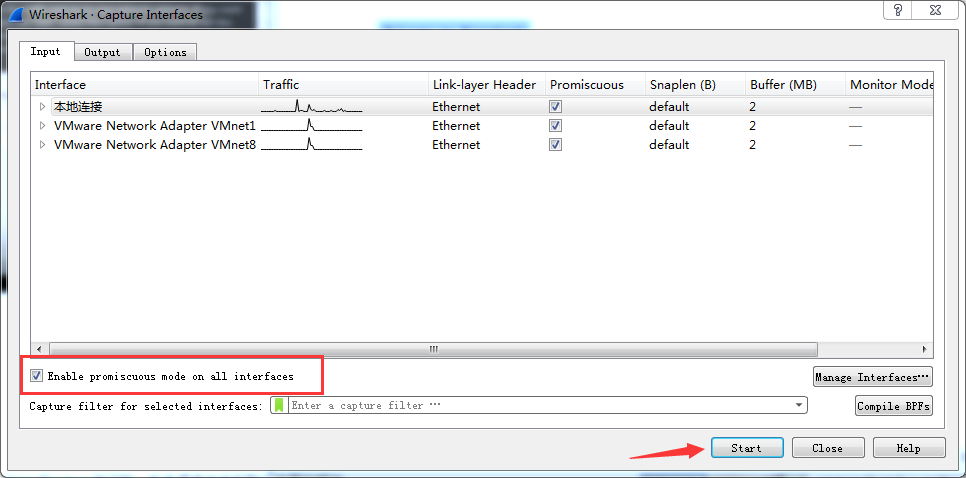 Wireshark · Capture Interfaces
Input Output Options
Interface Traffic Link-layer Header Promiscuous Snaplen (B) Buffer (MB) Monitor Mode
本地连接 Ethernet default 2 —
VMware Network Adapter VMnet1 Ethernet default 2 —
VMware Network Adapter VMnet8 Ethernet default 2 —
Enable promiscuous mode on all interfaces
Manage Interfaces…
Capture filter for selected interfaces: Enter a capture filter …
Compile BPFs
Start Close Help